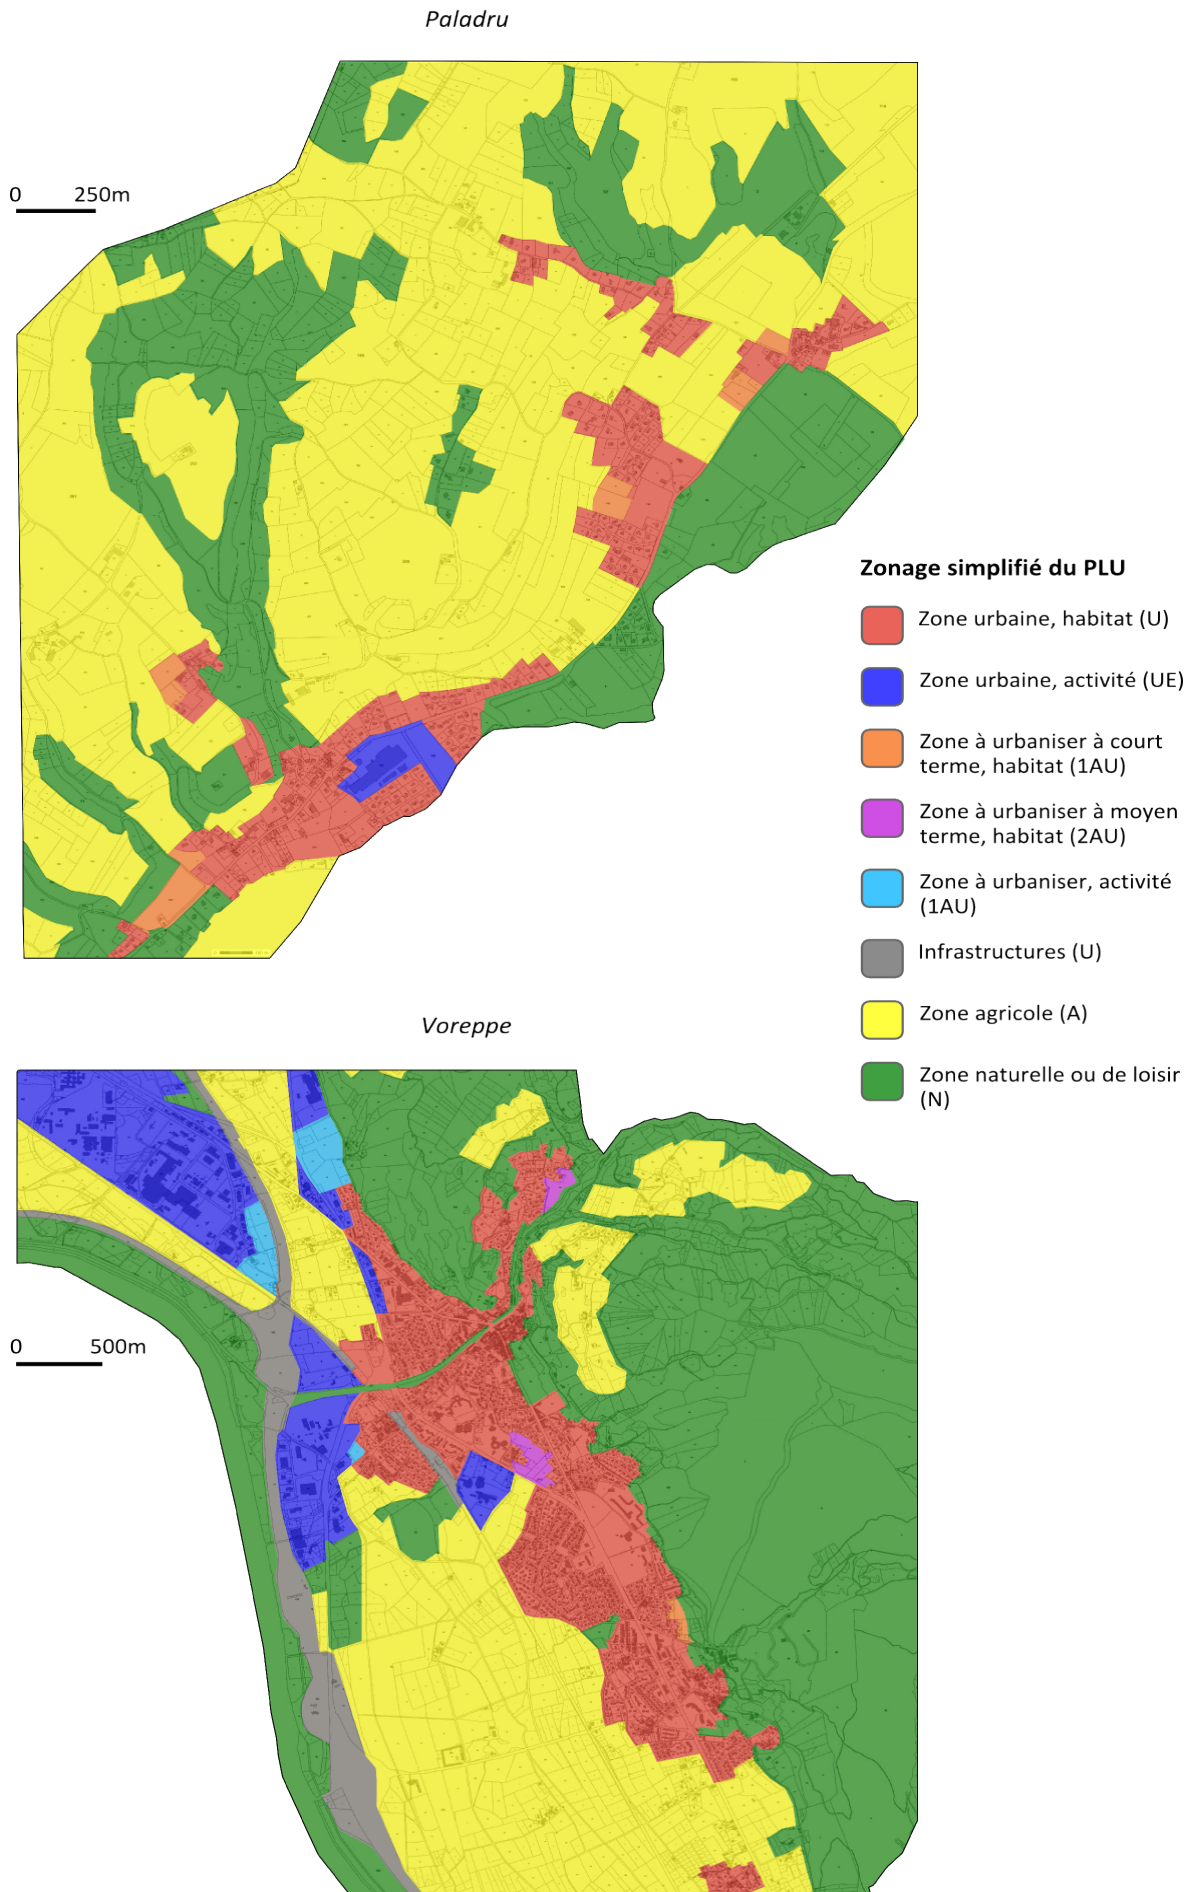 Paladru
0 250m
Zonage simplifié du PLU
Zone urbaine, habitat (U)
Zone urbaine, activité (UE)
Zone à urbaniser à court
terme, habitat (1AU)
Zone à urbaniser à moyen
terme, habitat (2AU)
Zone à urbaniser, activité
(1AU)
Infrastructures (U)
Zone agricole (A)
Zone naturelle ou de loisir
(N)
Voreppe
0 500m